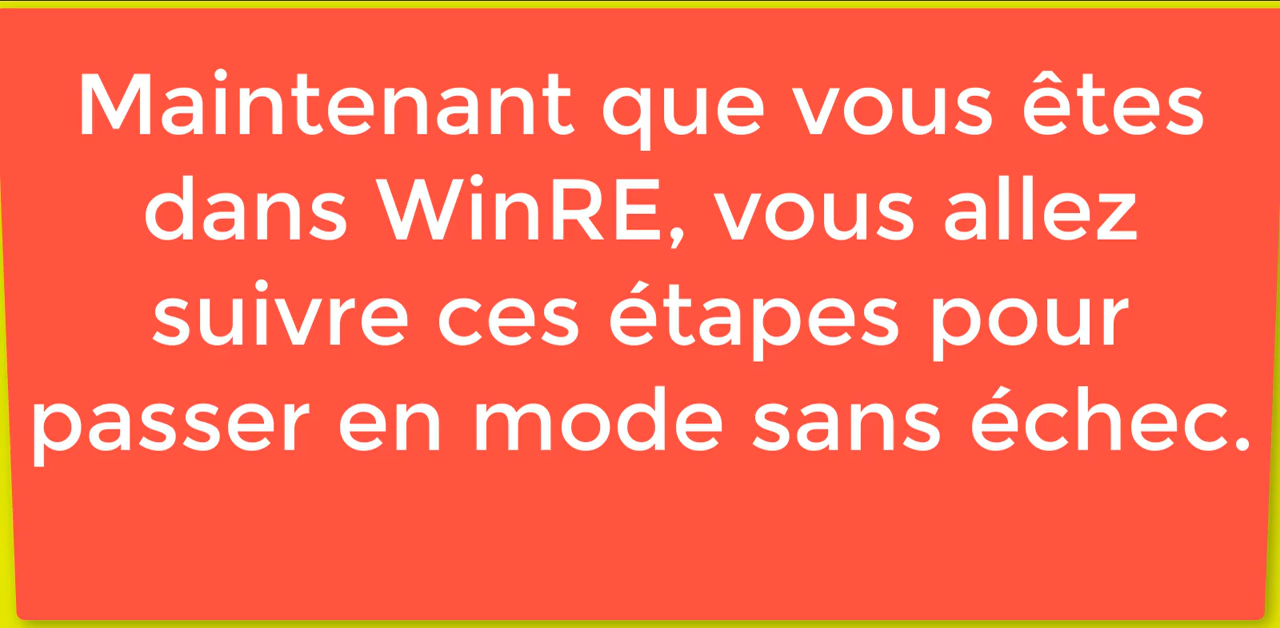 Maintenant que vous êtes
dans WinRE, vous allez
suivre ces étapes pour
passer en mode sans échec.